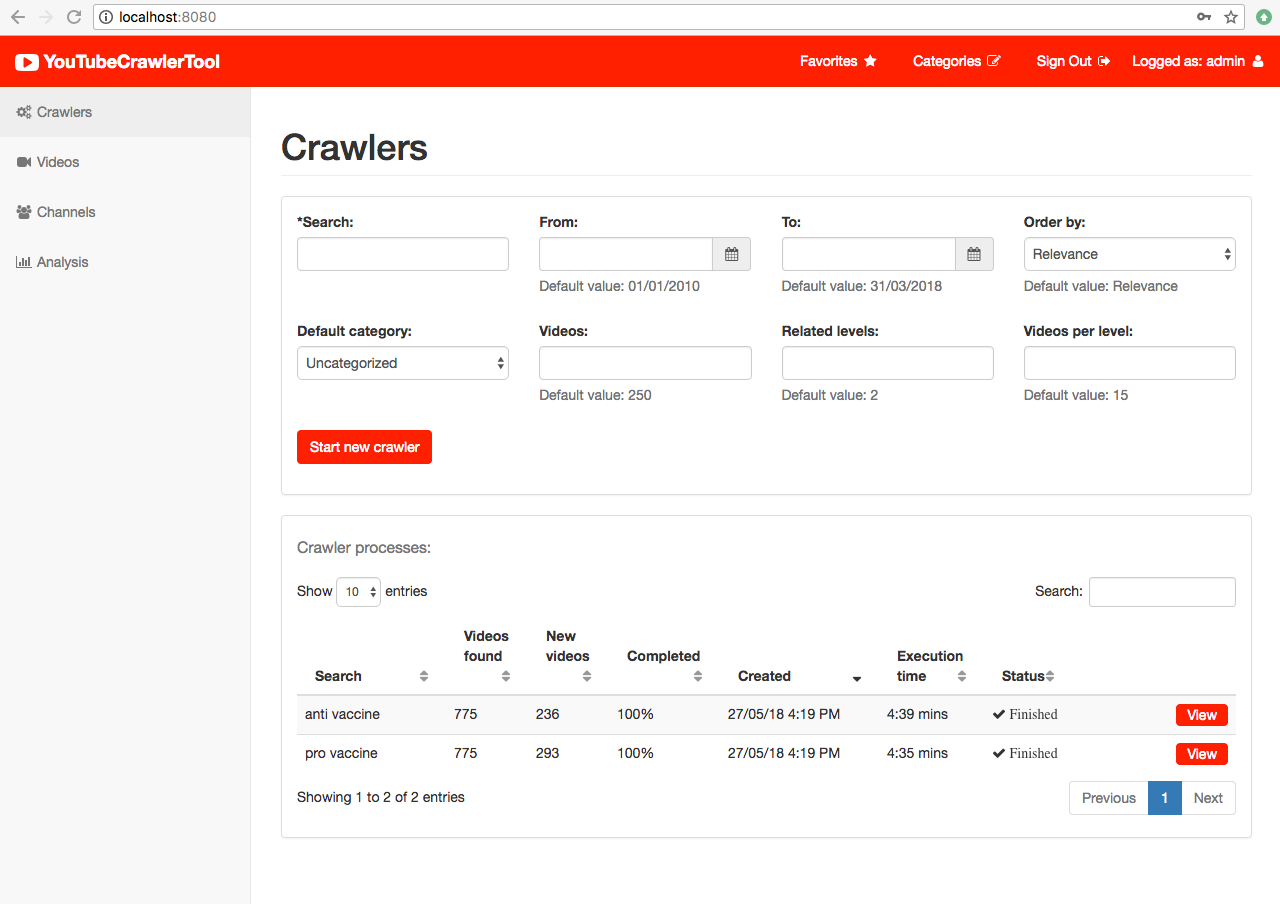 localhost:8080
YouTubeCrawlerTool Favorites Categories Sign Out Logged as: admin
Crawlers
Videos
Channels
Analysis
Crawlers
*Search: From: To: Order by:
Relevance
Default value: 01/01/2010 Default value: 31/03/2018 Default value: Relevance
Default category: Videos: Related levels: Videos per level:
Uncategorized
Default value: 250 Default value: 2 Default value: 15
Start new crawler
Crawler processes:
Show 10 entries Search:
Search Videos found New videos Completed Created Execution time Status
anti vaccine 775 236 100% 27/05/18 4:19 PM 4:39 mins Finished View
pro vaccine 775 293 100% 27/05/18 4:19 PM 4:35 mins Finished View
Showing 1 to 2 of 2 entries Previous 1 Next